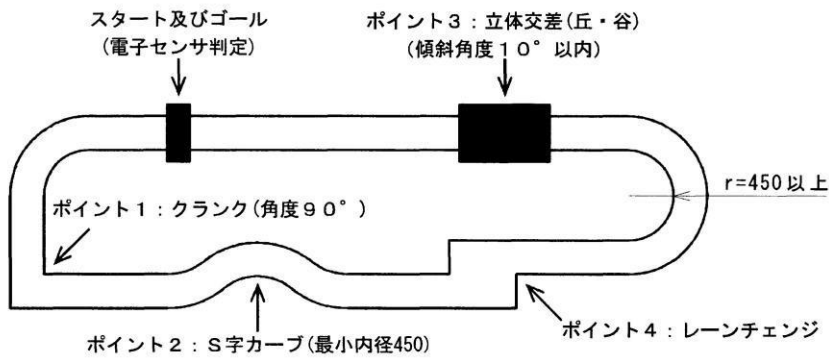 スタート及びゴール
(電子センサ判定)
ポイント3：立体交差(丘・谷)
(傾斜角度10°以内)
r=450以上
ポイント1：クランク(角度90°)
ポイント2：S字カーブ(最小内径450)
ポイント4：レーンチェンジ